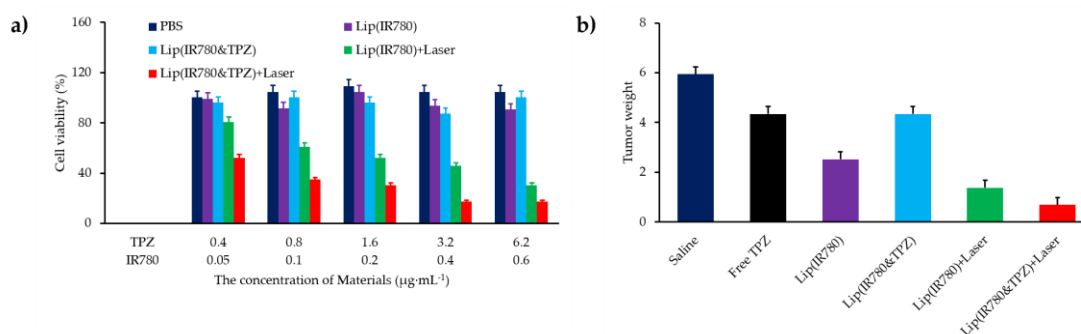 a)
160
120
80
40
0
Cell viability (%)
PBS
Lip(IR780)
Lip(IR780&TPZ)
Lip(IR780)+Laser
Lip(IR780&TPZ)+Laser
TPZ 0.4 0.8 1.6 3.2 6.2
IR780 0.05 0.1 0.2 0.4 0.6
The concentration of Materials (µg·mL⁻¹)
b)
8
6
4
2
0
Tumor weight
Saline
Free TPZ
Lip(IR780)
Lip(IR780&TPZ)
Lip(IR780)+Laser
Lip(IR780&TPZ)+Laser